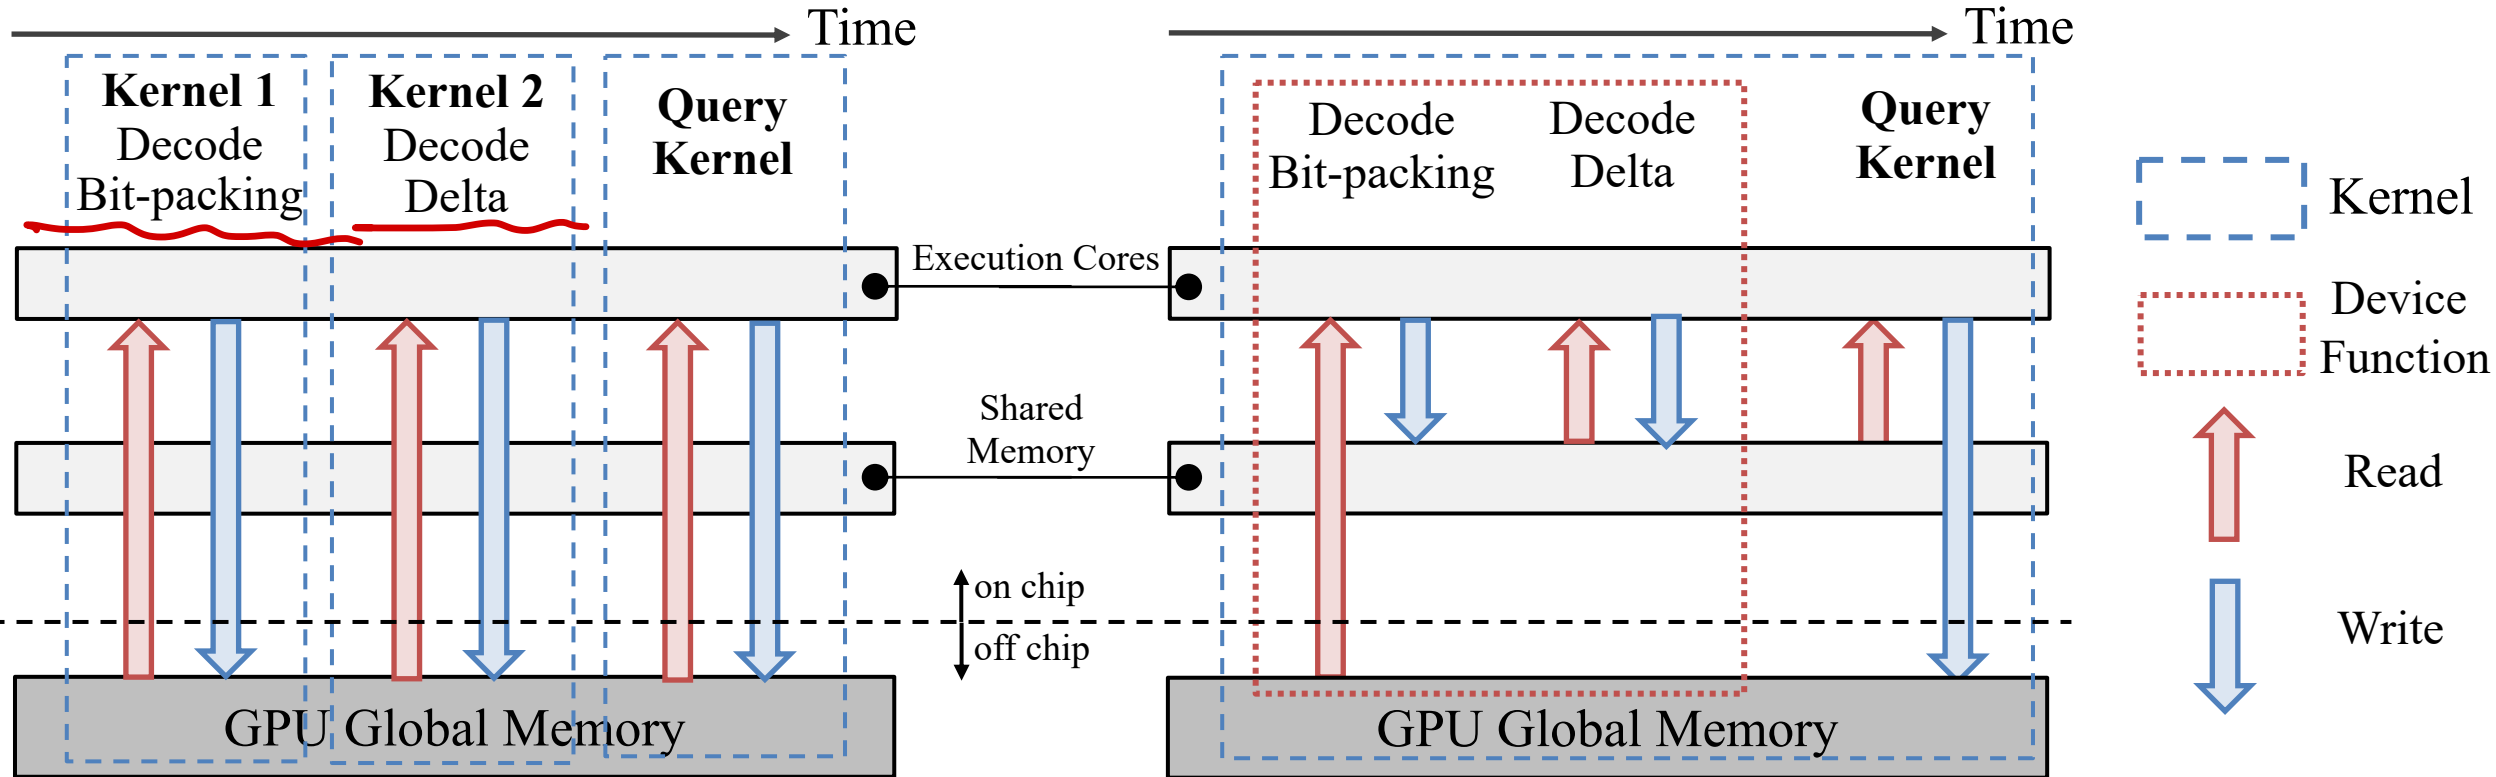 Time
Kernel 1
Decode
Bit-packing
Kernel 2
Decode
Delta
Query
Kernel
Execution Cores
Shared
Memory
on chip
off chip
GPU Global Memory
Time
Decode
Bit-packing
Decode
Delta
Query
Kernel
GPU Global Memory
Kernel
Device
Function
Read
Write